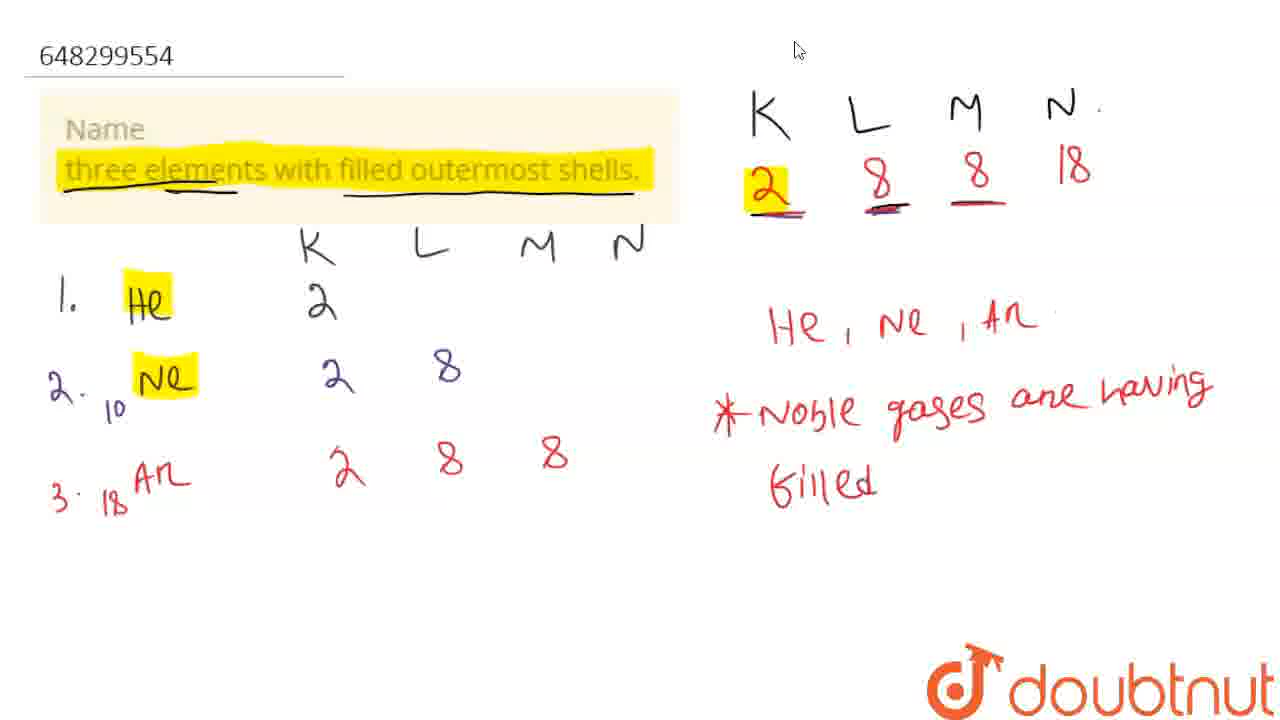 648299554
Name
three elements with filled outermost shells.
K L M N
1. He 2
2. 10 Ne 2 8
3. 18 Ar 2 8 8
K L M N.
2 8 8 18
He, Ne, Ar
* Noble gases are having
filled
doubtnut